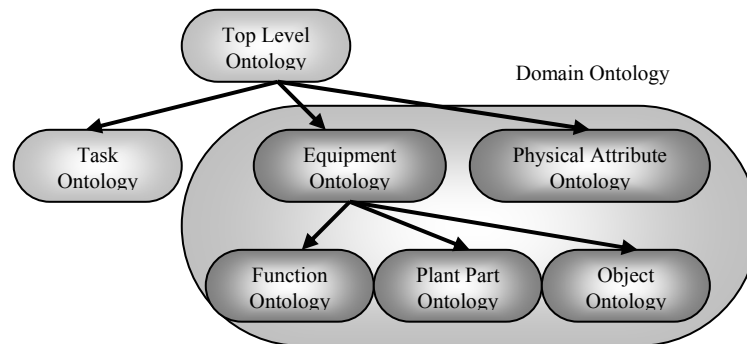 Top Level
Ontology
Domain Ontology
Task
Ontology
Equipment
Ontology
Physical Attribute
Ontology
Function
Ontology
Plant Part
Ontology
Object
Ontology